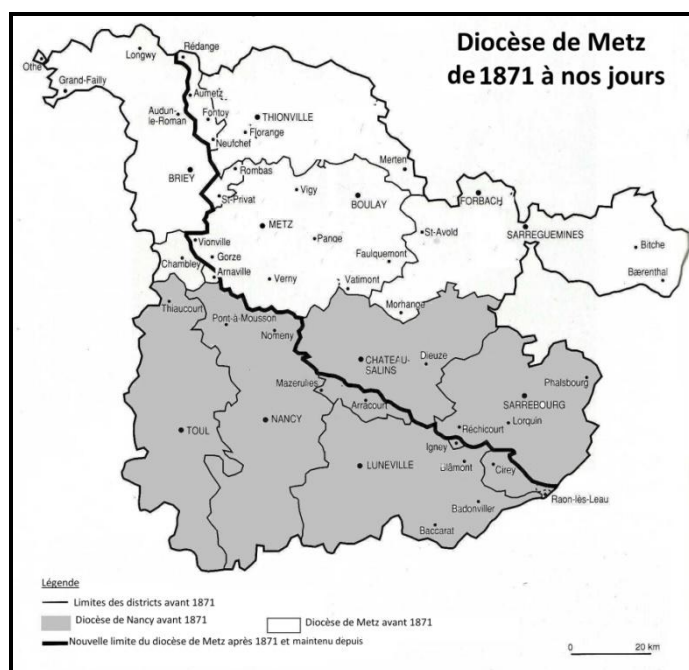 Diocèse de Metz
de 1871 à nos jours
Othe
Longwy
Rédange
Grand-Failly
Aumetz
Audun-
le-Roman
Fontoy
THIONVILLE
Florange
Neufchef
BRIEY
Rombas
Merten
St-Privat
Vigy
BOULAY
FORBACH
METZ
St-Avold
SARREGUEMINES
Vionville
Pange
Bitche
Chambley
Gorze
Faulquemont
Arnaville
Verny
Vatimont
Bærenthal
Thiaucourt
Morhange
Pont-à-Mousson
Nomeny
CHATEAU-
SALINS
Dieuze
Phalsbourg
Mazerulles
Arracourt
SARREBOURG
TOUL
NANCY
Réchicourt
Lorquin
Igney
LUNEVILLE
Blâmont
Cirey
Raon-lès-Leau
Badonviller
Baccarat
Légende
Limites des districts avant 1871
Diocèse de Nancy avant 1871
Diocèse de Metz avant 1871
Nouvelle limite du diocèse de Metz après 1871 et maintenu depuis
0 20 km